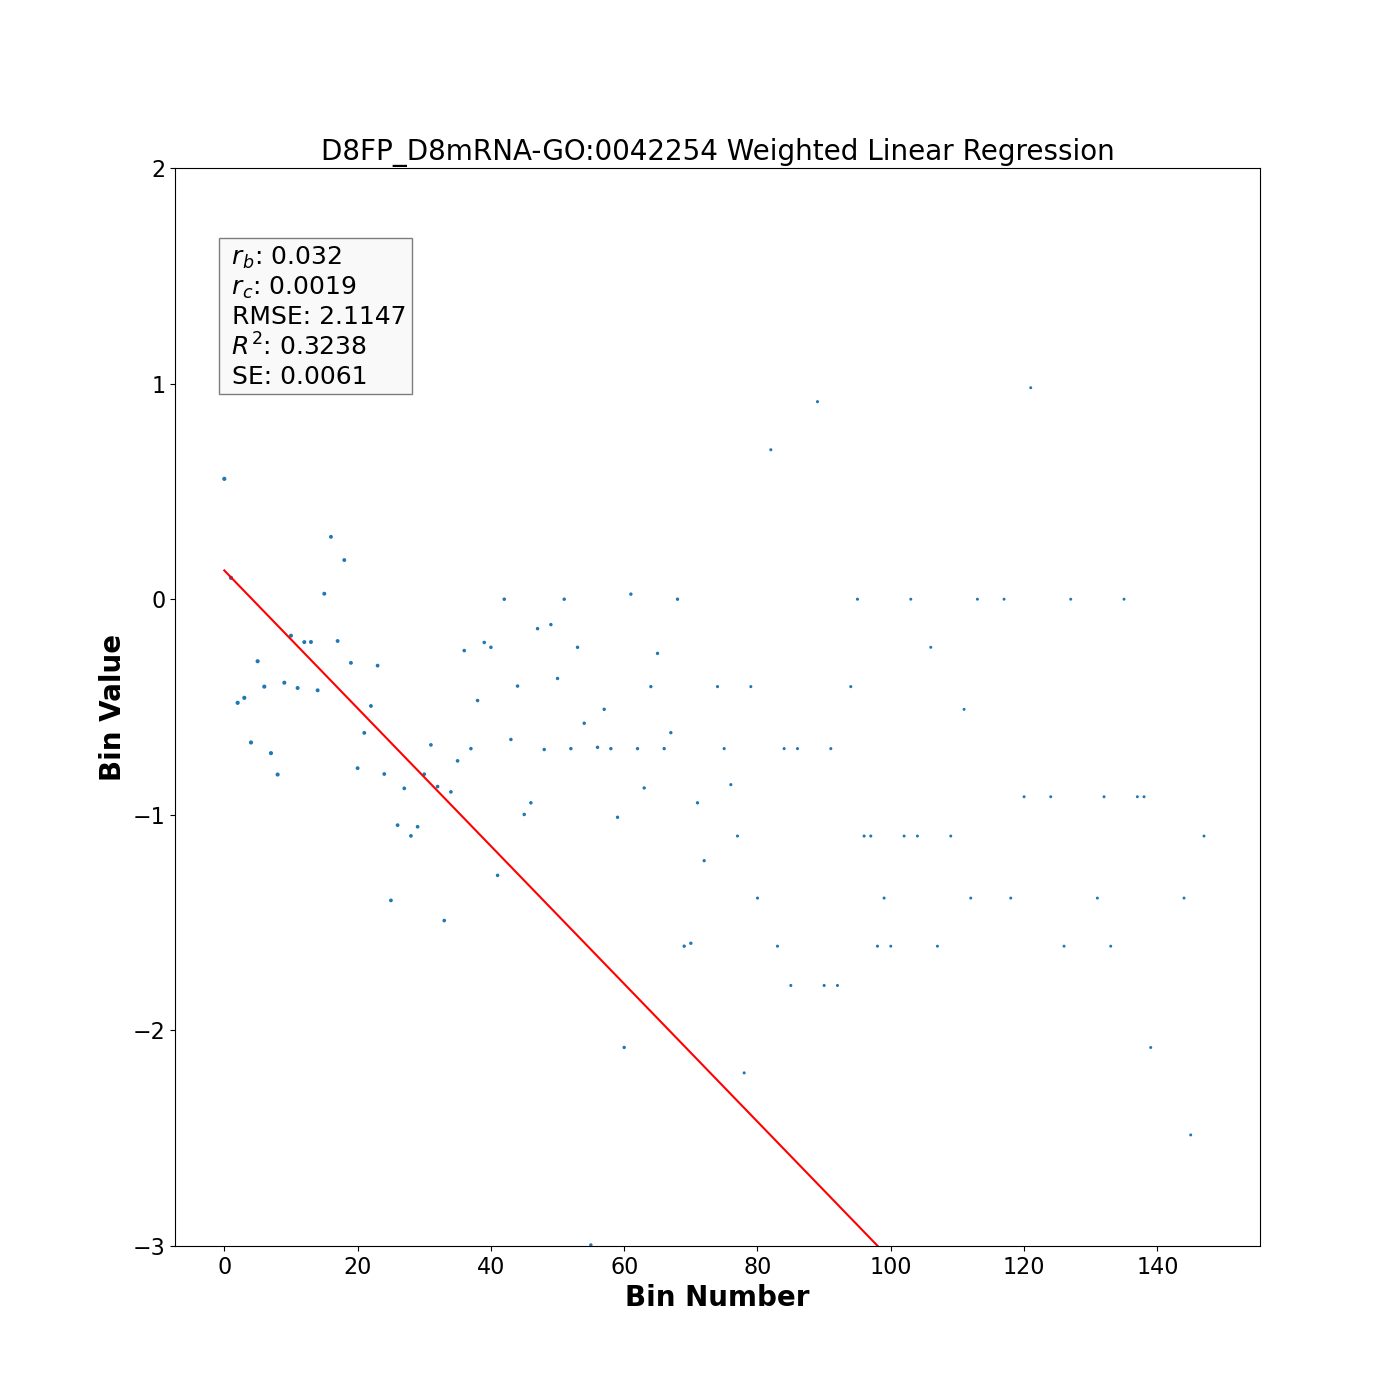 D8FP_D8mRNA-GO:0042254 Weighted Linear Regression
2
r_b: 0.032
r_c: 0.0019
RMSE: 2.1147
R²: 0.3238
SE: 0.0061
1
0
−1
−2
−3
Bin Value
0 20 40 60 80 100 120 140
Bin Number